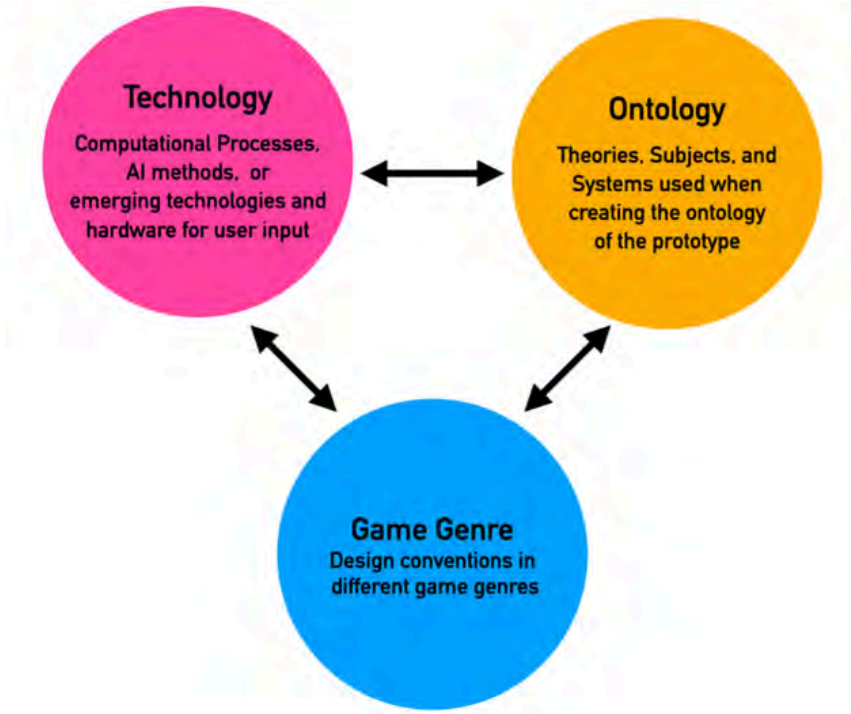 Technology
Computational Processes,
AI methods, or
emerging technologies and
hardware for user input
Ontology
Theories, Subjects, and
Systems used when
creating the ontology
of the prototype
Game Genre
Design conventions in
different game genres